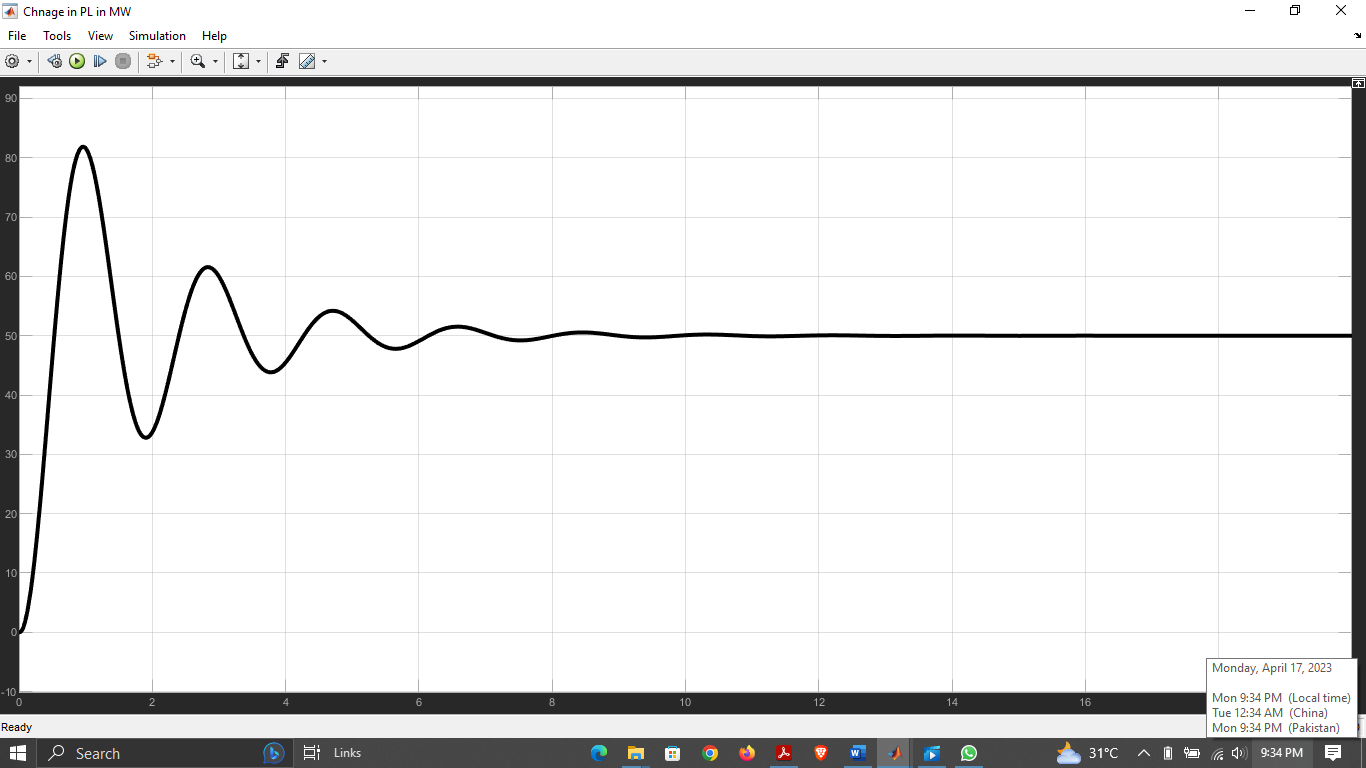 Chnage in PL in MW
File Tools View Simulation Help
90
80
70
60
50
40
30
20
10
0
-10
0 2 4 6 8 10 12 14 16
Monday, April 17, 2023
Mon 9:34 PM (Local time)
Tue 12:34 AM (China)
Mon 9:34 PM (Pakistan)
Ready
Search Links 31°C 9:34 PM